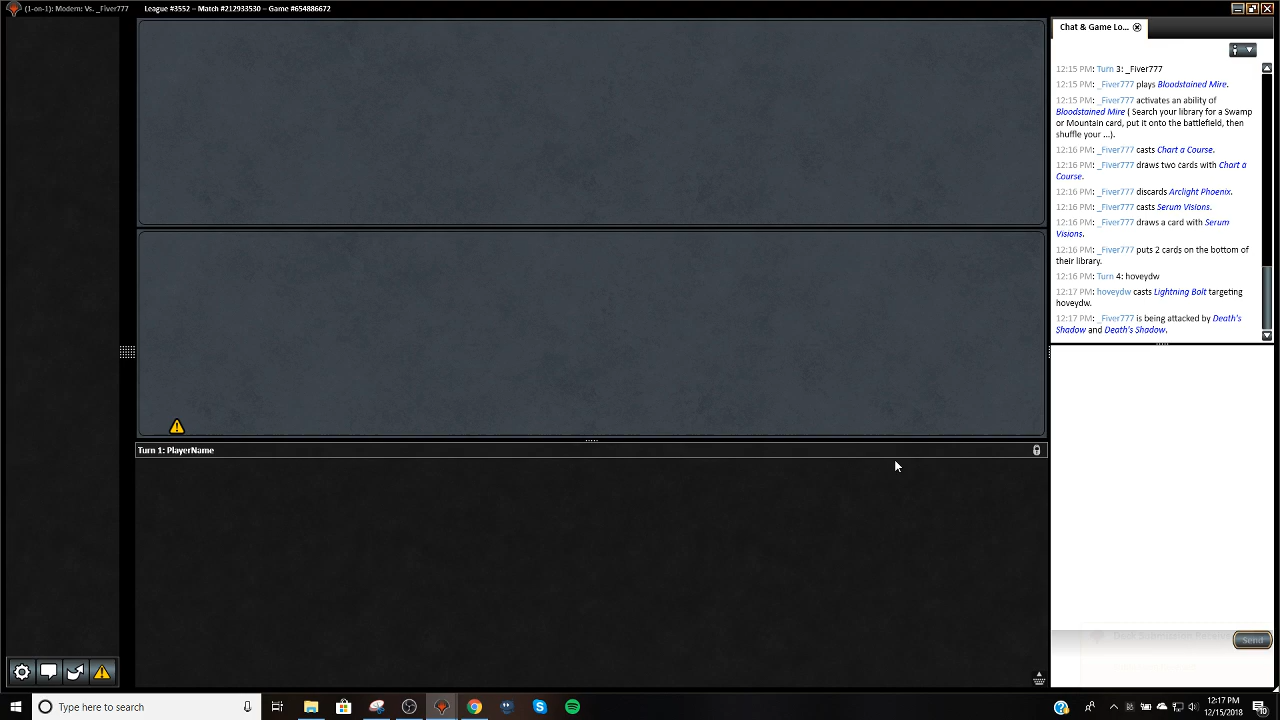 (1-on-1): Modern: Vs. _Fiver777
League #3552 – Match #212933530 – Game #654886672
Chat & Game Lo...
12:15 PM: Turn 3: _Fiver777
12:15 PM: _Fiver777 plays Bloodstained Mire.
12:15 PM: _Fiver777 activates an ability of
Bloodstained Mire ( Search your library for a Swamp
or Mountain card, put it onto the battlefield, then
shuffle your ...).
12:16 PM: _Fiver777 casts Chart a Course.
12:16 PM: _Fiver777 draws two cards with Chart a
Course.
12:16 PM: _Fiver777 discards Arclight Phoenix.
12:16 PM: _Fiver777 casts Serum Visions.
12:16 PM: _Fiver777 draws a card with Serum
Visions.
12:16 PM: _Fiver777 puts 2 cards on the bottom of
their library.
12:16 PM: Turn 4: hoveydw
12:17 PM: hoveydw casts Lightning Bolt targeting
hoveydw.
12:17 PM: _Fiver777 is being attacked by Death's
Shadow and Death's Shadow.
Turn 1: PlayerName
Send
Type here to search
12:17 PM
12/15/2018
10